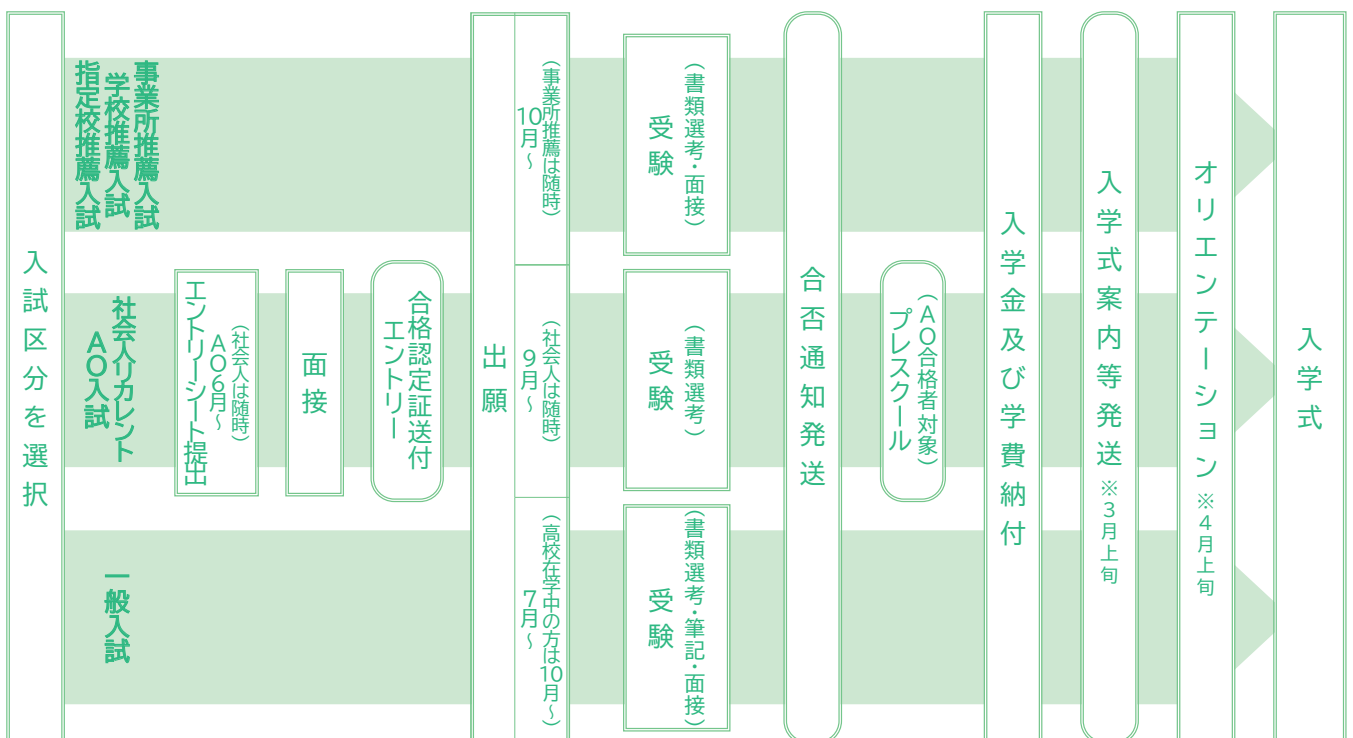 入試区分を選択
事業所推薦入試
学校推薦入試
指定校推薦入試
社会人リカレント
AO入試
一般入試
(社会人は随時)
AO6月〜
エントリーシート提出
面接
合格認定証送付
エントリー
出願
(事業所推薦は随時)
10月〜
(社会人は随時)
9月〜
(高校在学中の方は10月〜)
7月〜
(書類選考・面接)
受験
(書類選考)
受験
(書類選考・筆記・面接)
受験
合否通知発送
(AO合格者対象)
プレスクール
入学金及び学費納付
入学式案内等発送※3月上旬
オリエンテーション※4月上旬
入学式